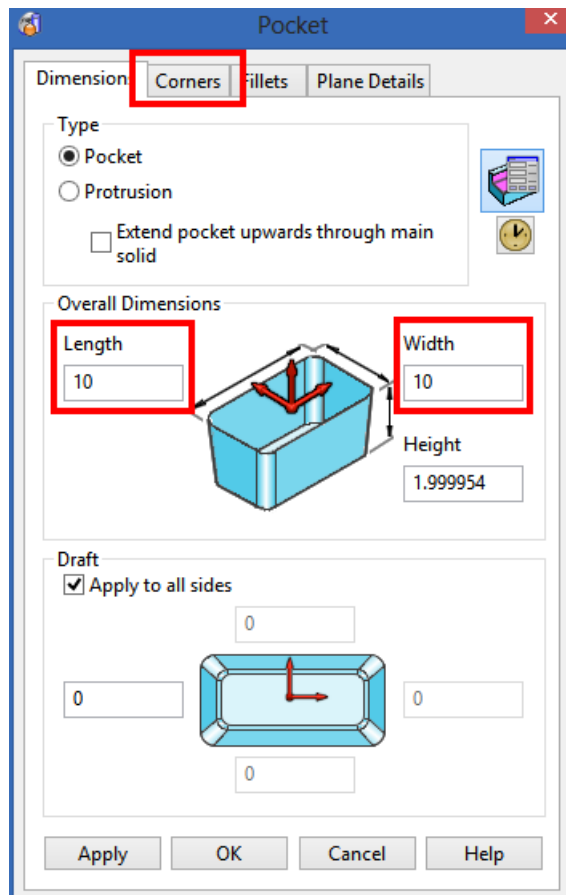 Pocket
Dimension Corners Fillets Plane Details
Type
Pocket
Protrusion
Extend pocket upwards through main
solid
Overall Dimensions
Length
Width
10
10
Height
1.999954
Draft
Apply to all sides
0
0
0
0
Apply OK Cancel Help